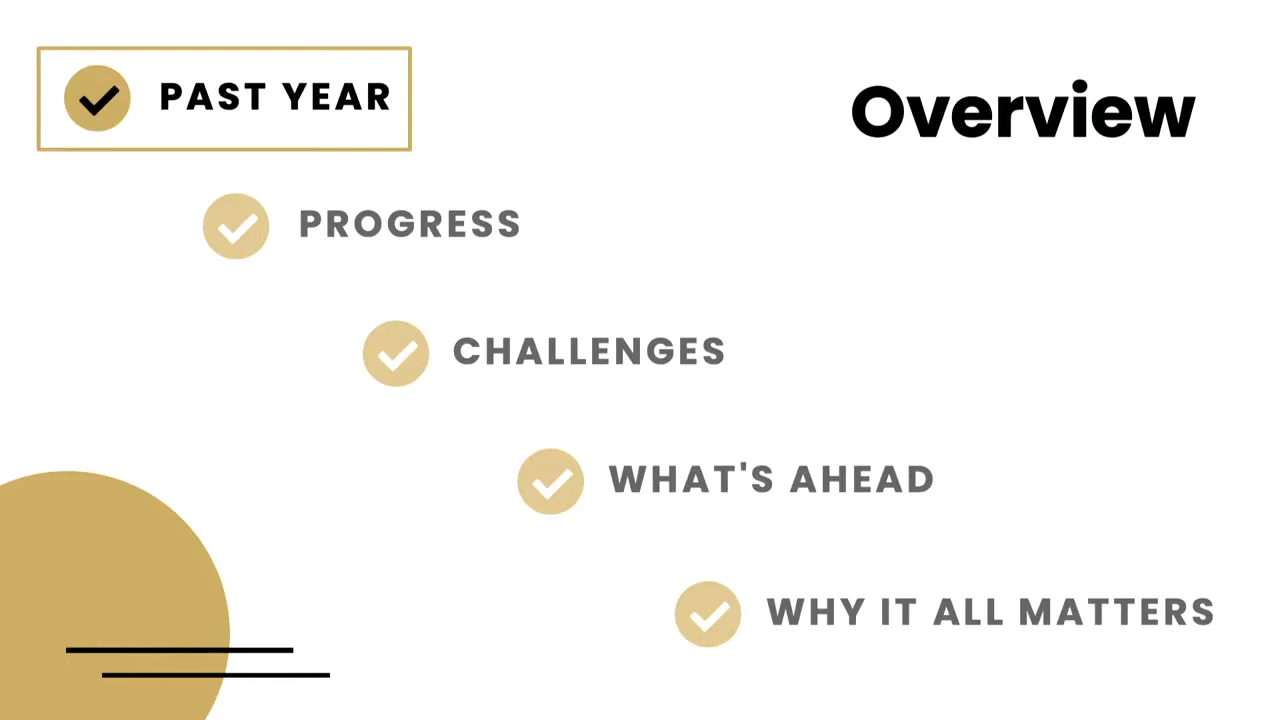 PAST YEAR
Overview
PROGRESS
CHALLENGES
WHAT'S AHEAD
WHY IT ALL MATTERS